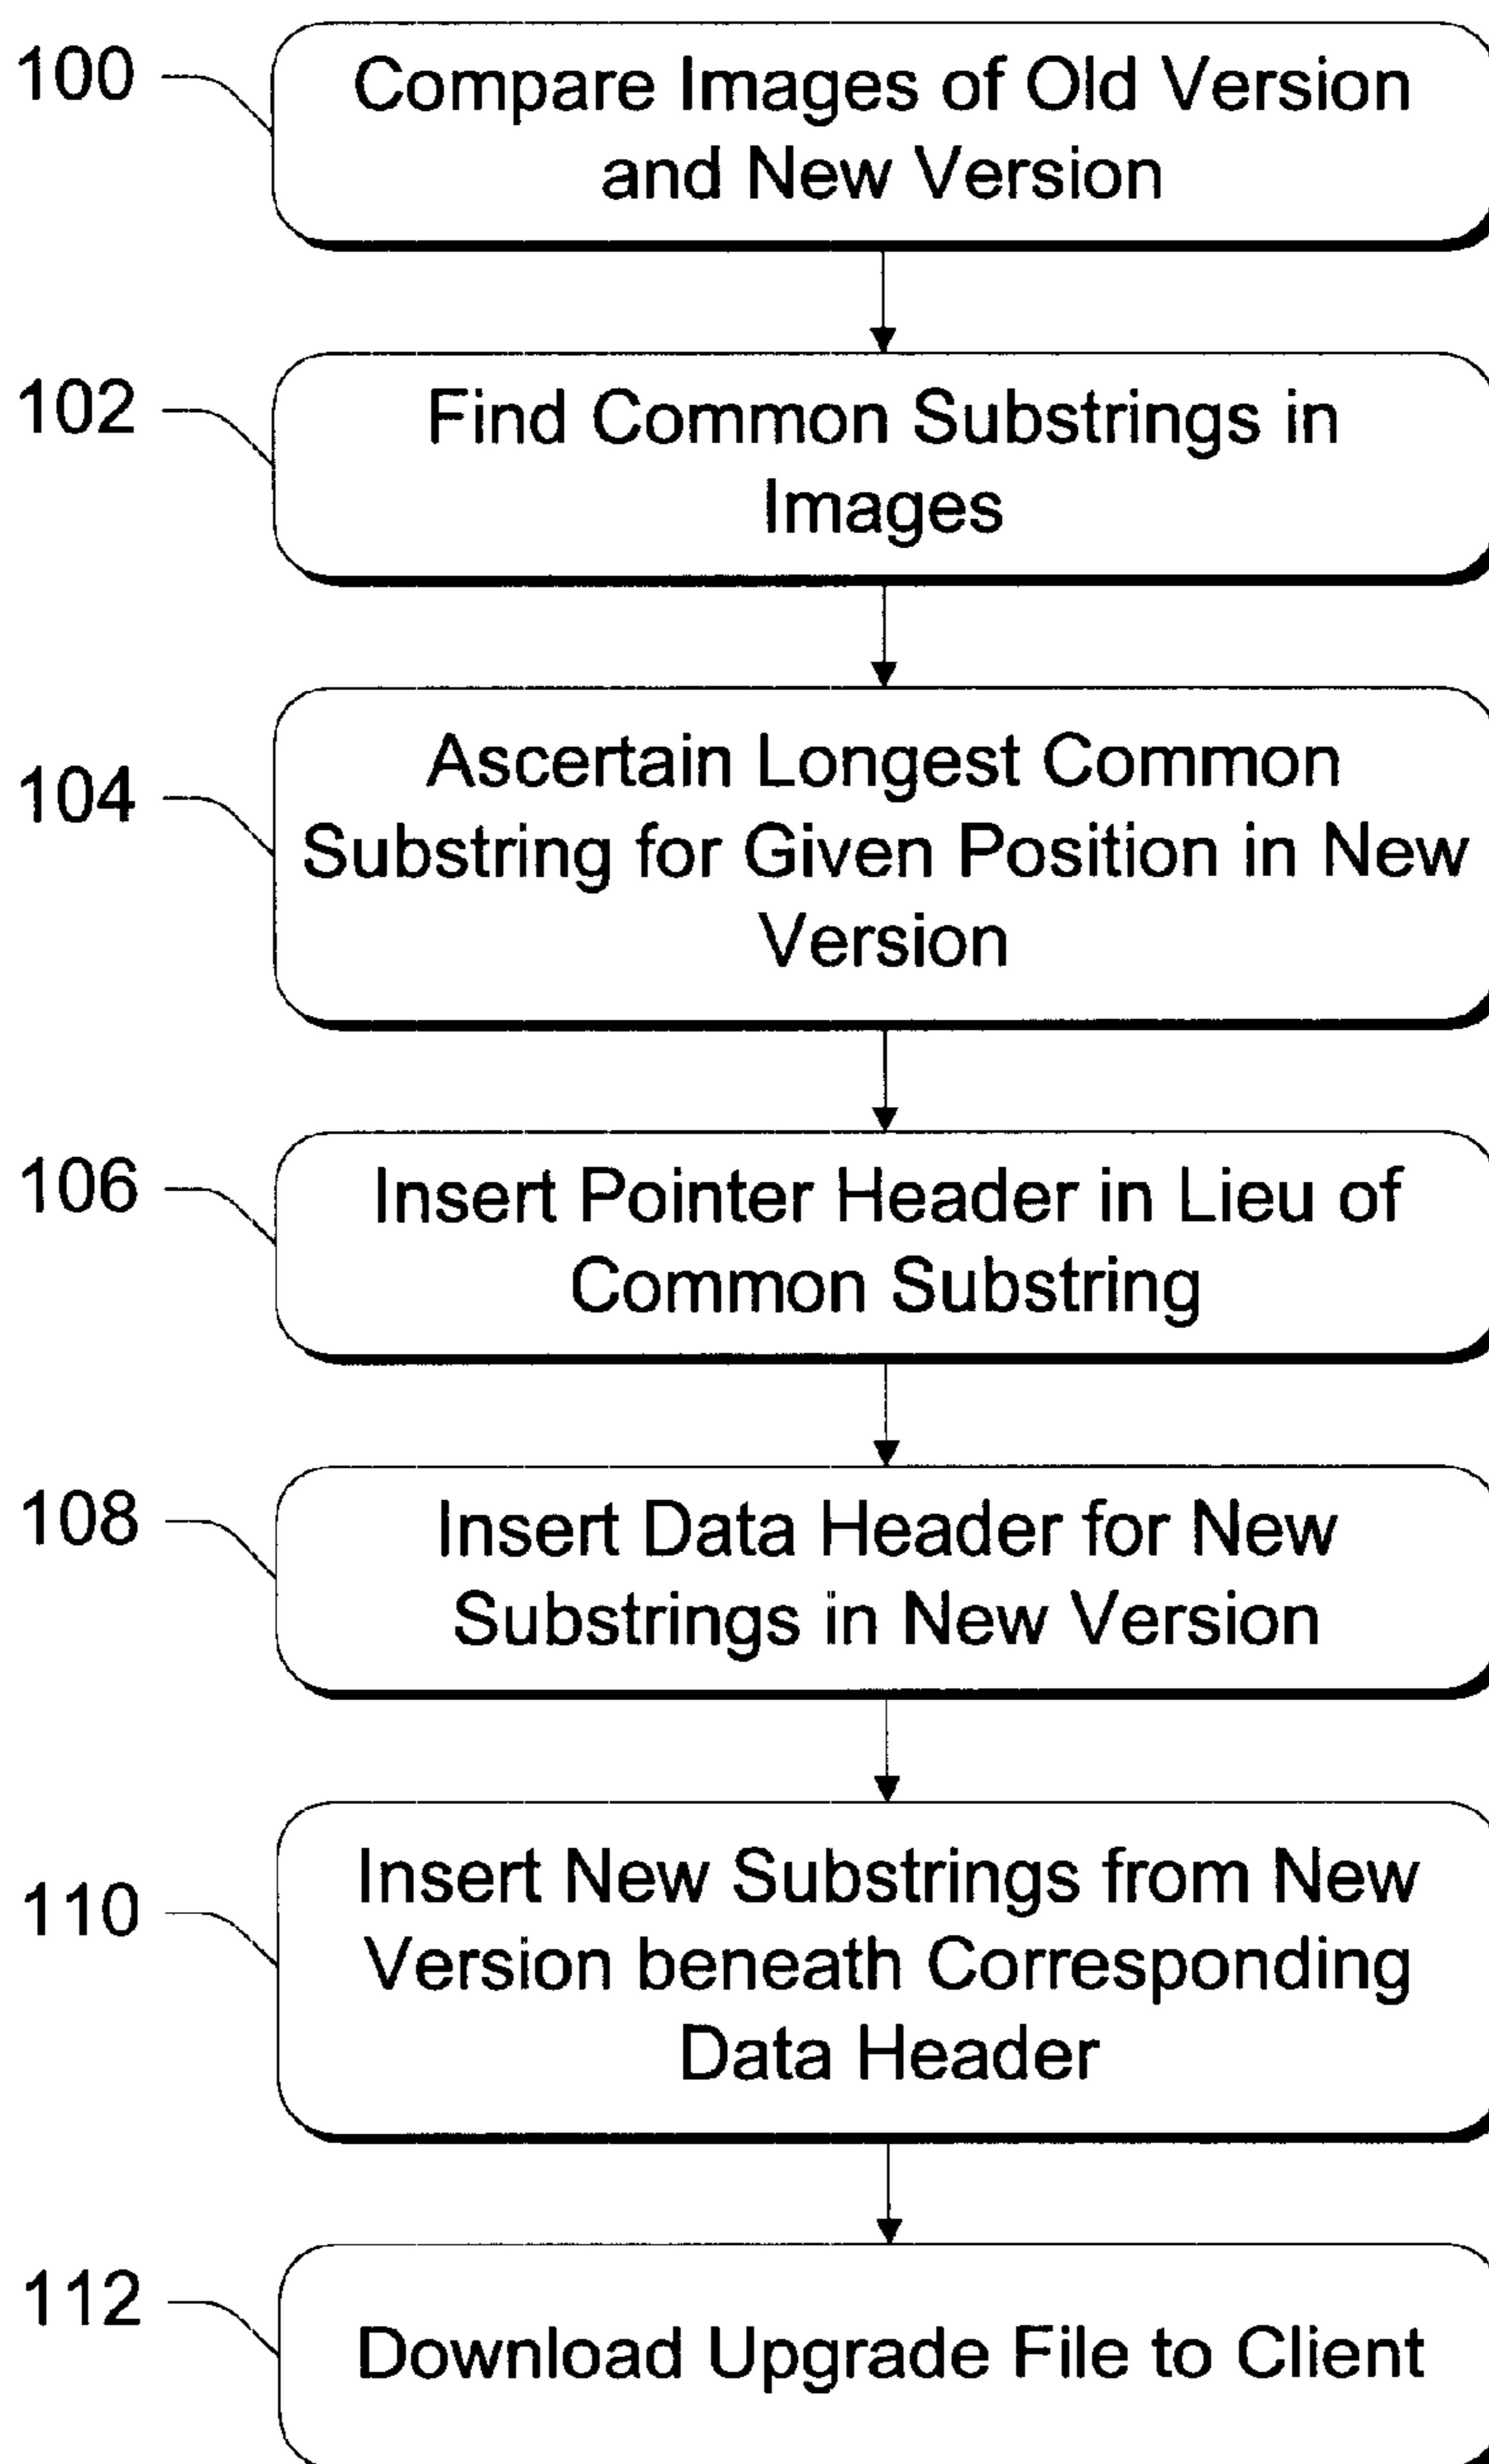 100
Compare Images of Old Version
and New Version
102
Find Common Substrings in
Images
104
Ascertain Longest Common
Substring for Given Position in New
Version
106
Insert Pointer Header in Lieu of
Common Substring
108
Insert Data Header for New
Substrings in New Version
110
Insert New Substrings from New
Version beneath Corresponding
Data Header
112
Download Upgrade File to Client